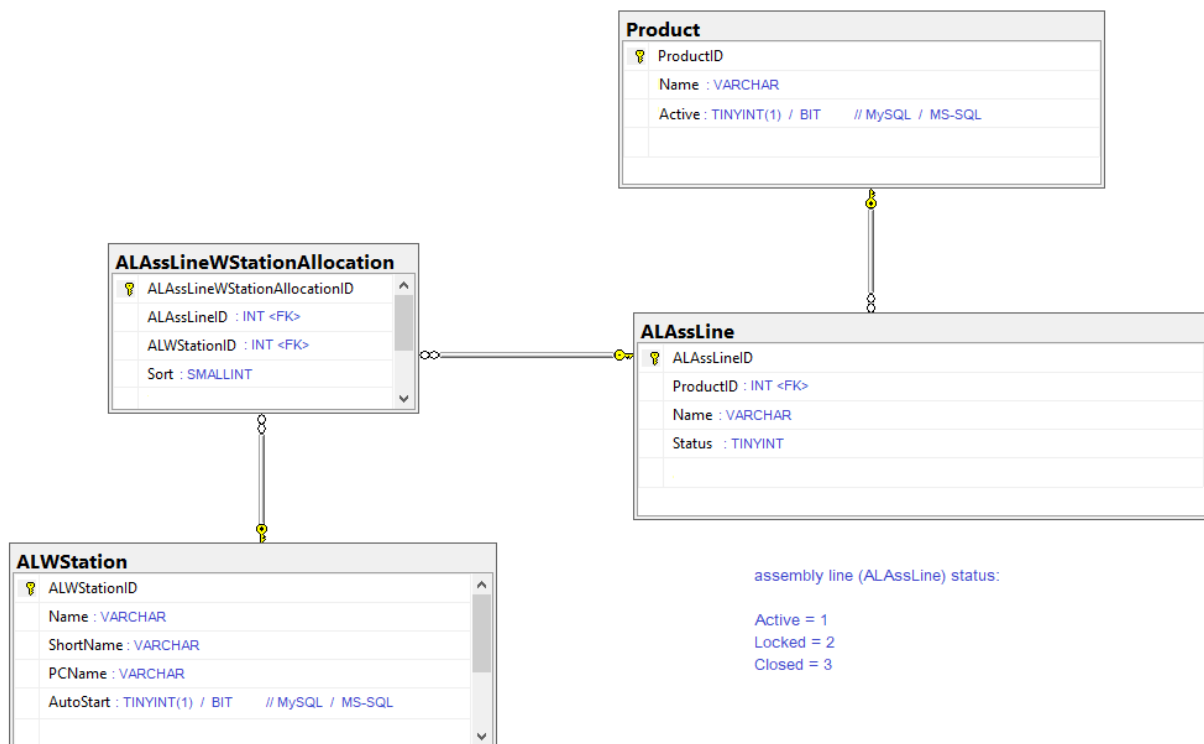 Product
ProductID
Name : VARCHAR
Active : TINYINT(1) / BIT // MySQL / MS-SQL
ALAssLineWStationAllocation
ALAssLineWStationAllocationID
ALAssLineID : INT <FK>
ALWStationID : INT <FK>
Sort : SMALLINT
ALAssLine
ALAssLineID
ProductID : INT <FK>
Name : VARCHAR
Status : TINYINT
ALWStation
ALWStationID
Name : VARCHAR
ShortName : VARCHAR
PCName : VARCHAR
AutoStart : TINYINT(1) / BIT // MySQL / MS-SQL
assembly line (ALAssLine) status:
Active = 1
Locked = 2
Closed = 3